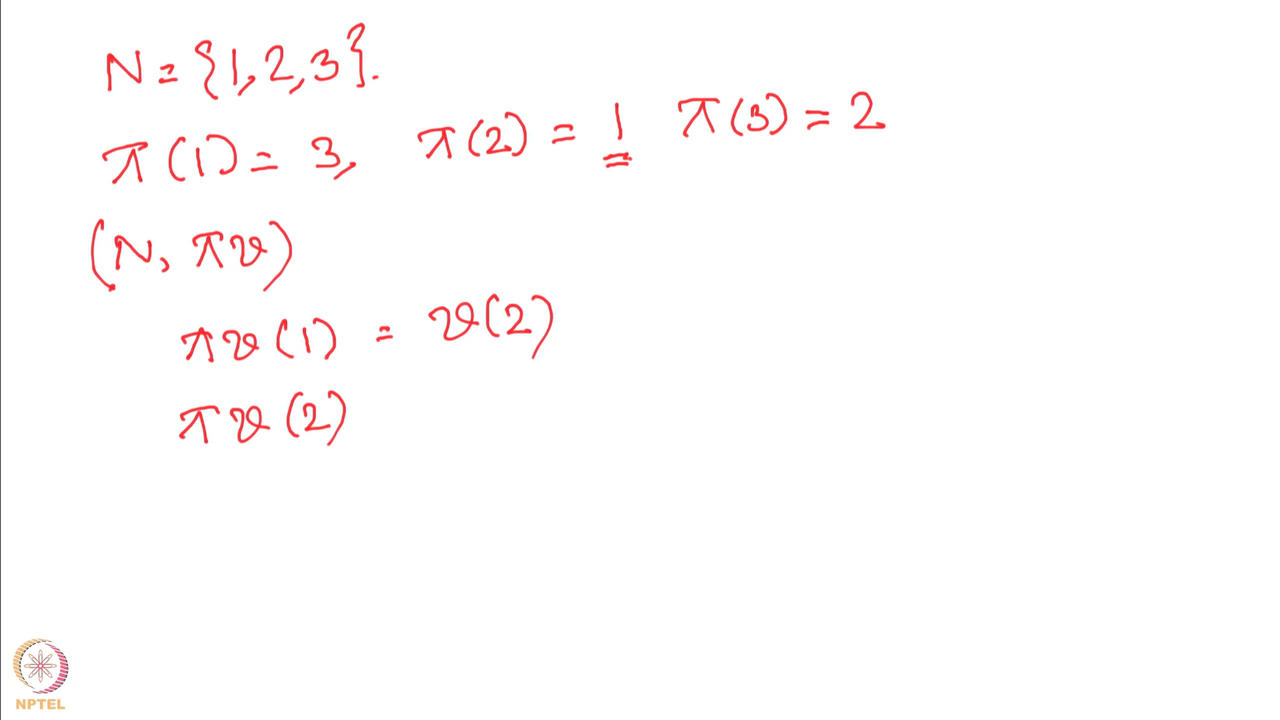 N = {1,2,3}.
π(1) = 3, π(2) = 1 π(3) = 2
(N, πv)
πv(1) = v(2)
πv(2)
NPTEL